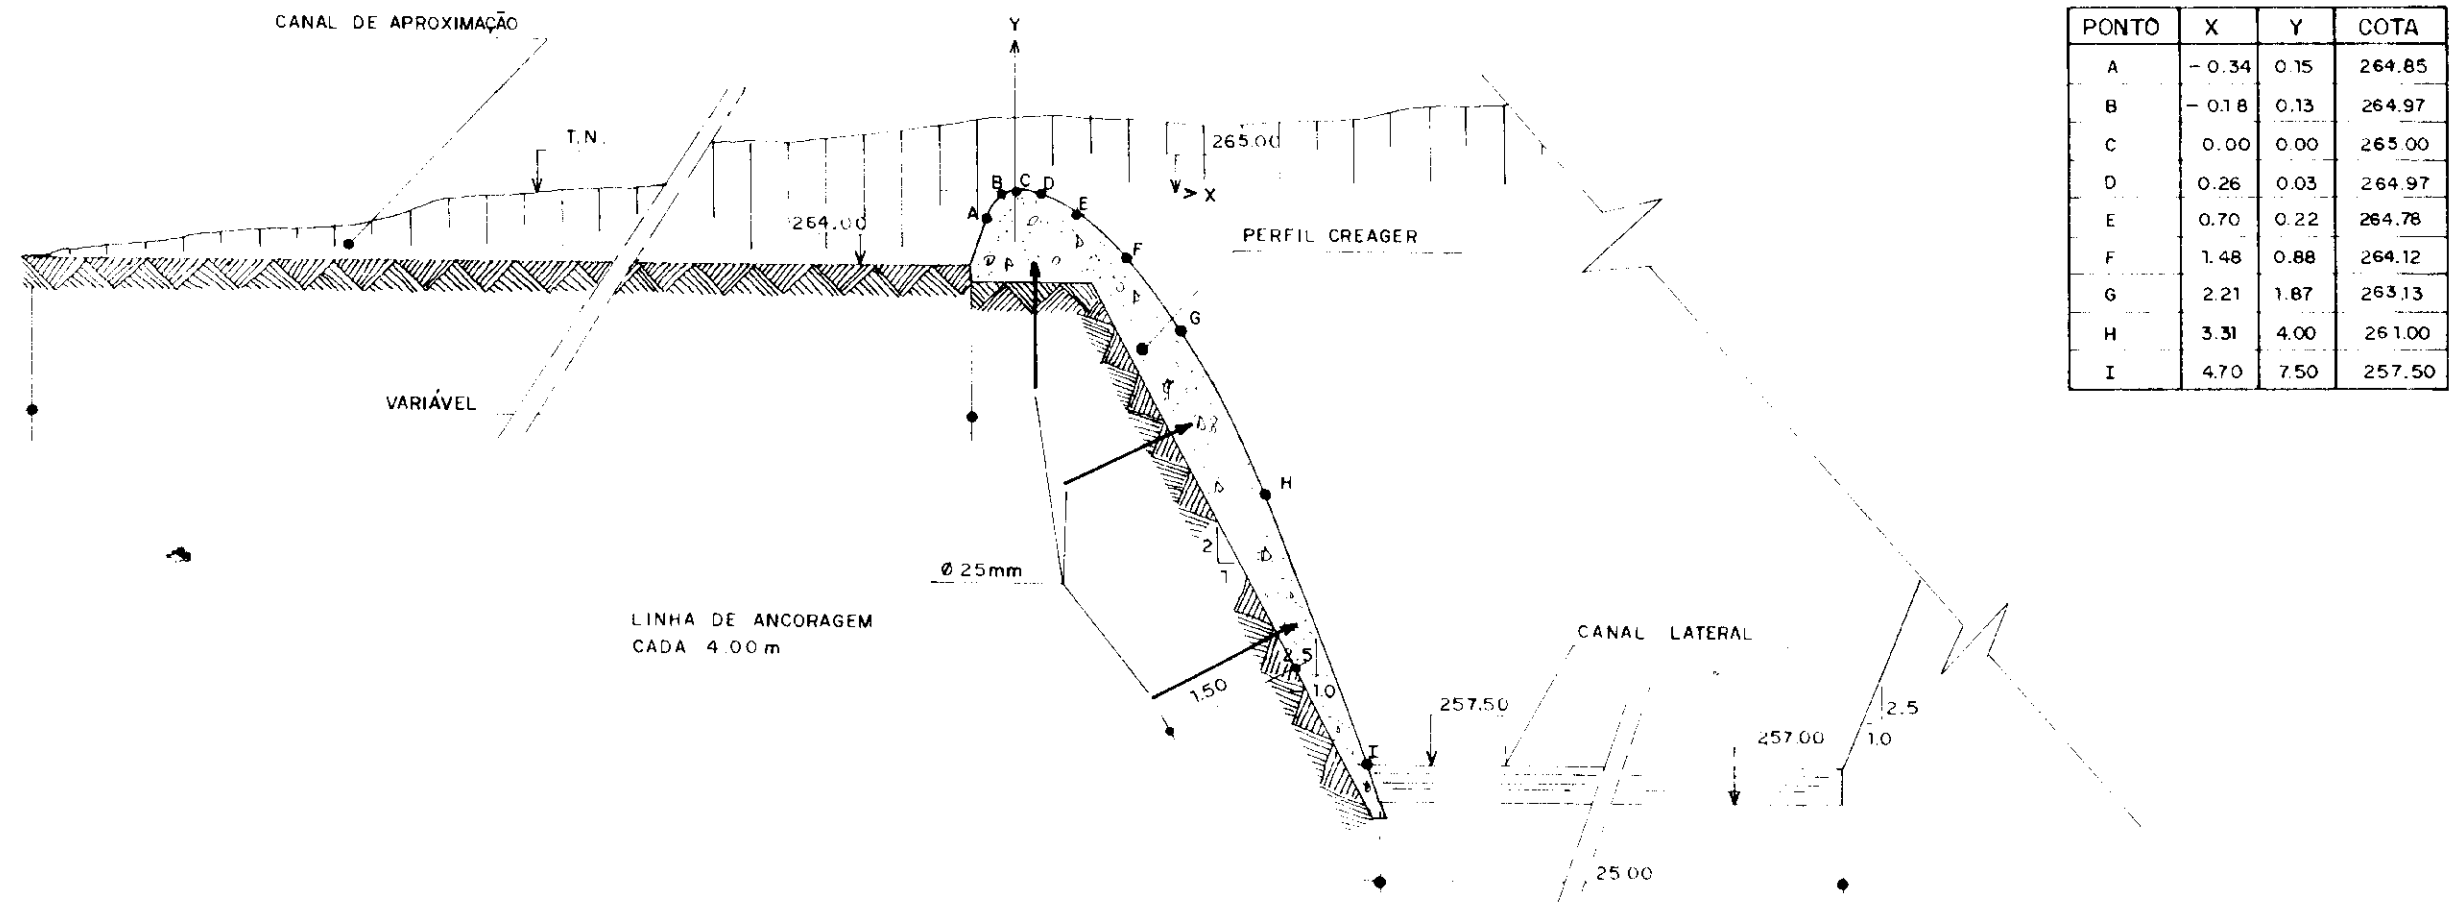 CANAL DE APROXIMAÇÃO
Y
T.N.
265.00
B C D
A
E
X
264.00
F
PERFIL CREAGER
G
VARIÁVEL
H
2
1
Ø 25mm
LINHA DE ANCORAGEM
CADA 4.00 m
2.5
1.0
1.50
CANAL LATERAL
257.50
I
257.00
2.5
1.0
25.00
PONTO X Y COTA
A -0.34 0.15 264.85
B -0.18 0.13 264.97
C 0.00 0.00 265.00
D 0.26 0.03 264.97
E 0.70 0.22 264.78
F 1.48 0.88 264.12
G 2.21 1.87 263.13
H 3.31 4.00 261.00
I 4.70 7.50 257.50